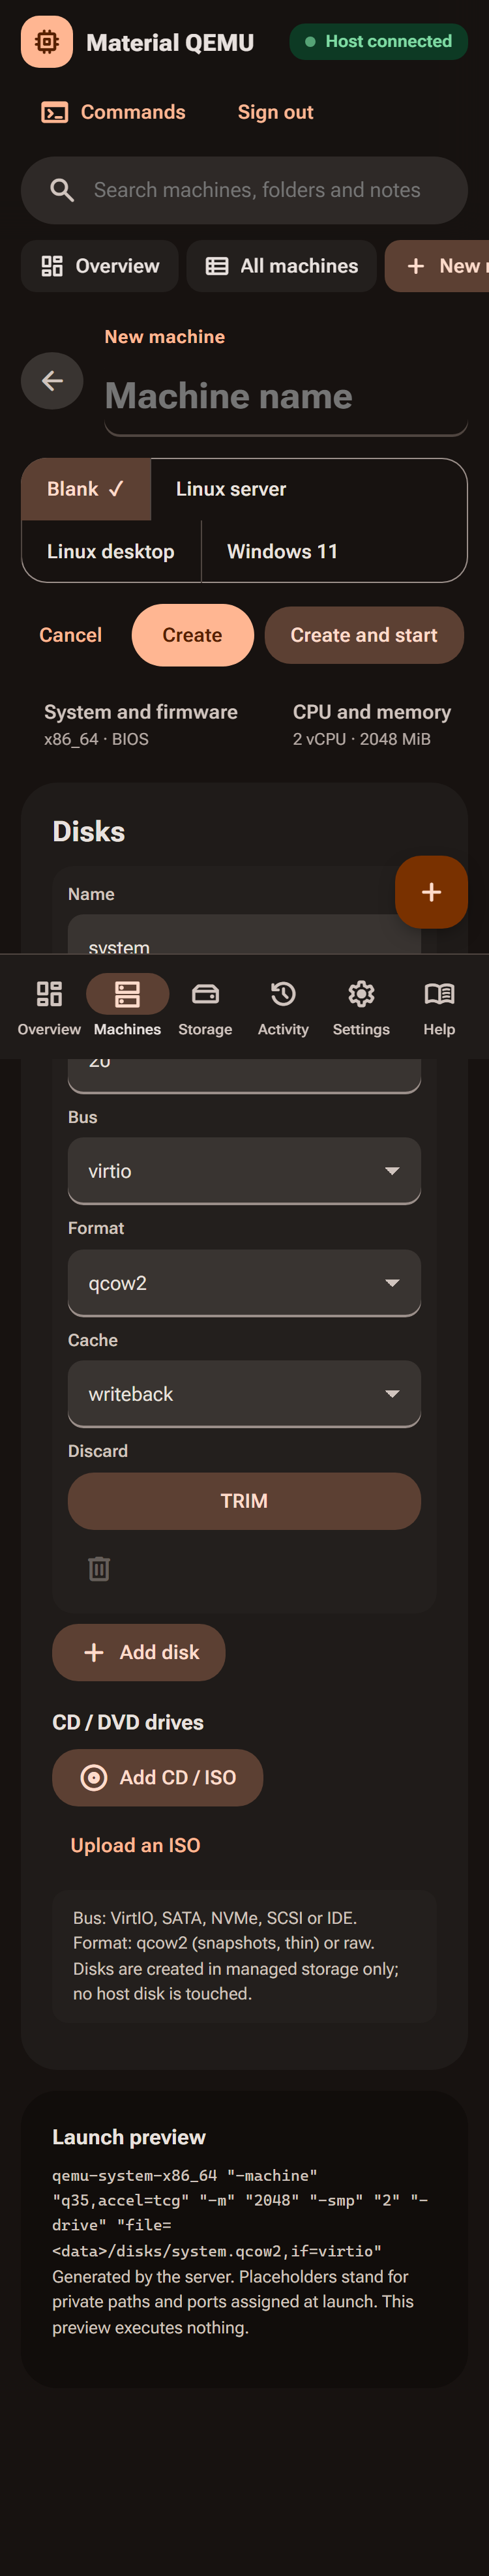 Material QEMU
Host connected
Commands
Sign out
Search machines, folders and notes
Overview
All machines
New
New machine
Machine name
Blank
Linux server
Linux desktop
Windows 11
Cancel
Create
Create and start
System and firmware
x86_64 · BIOS
CPU and memory
2 vCPU · 2048 MiB
Disks
Name
system
Overview
Machines
Storage
Activity
Settings
Help
20
Bus
virtio
Format
qcow2
Cache
writeback
Discard
TRIM
Add disk
CD / DVD drives
Add CD / ISO
Upload an ISO
Bus: VirtIO, SATA, NVMe, SCSI or IDE.
Format: qcow2 (snapshots, thin) or raw.
Disks are created in managed storage only;
no host disk is touched.
Launch preview
qemu-system-x86_64 "-machine"
"q35,accel=tcg" "-m" "2048" "-smp" "2" "-
drive" "file=
<data>/disks/system.qcow2,if=virtio"
Generated by the server. Placeholders stand for
private paths and ports assigned at launch. This
preview executes nothing.